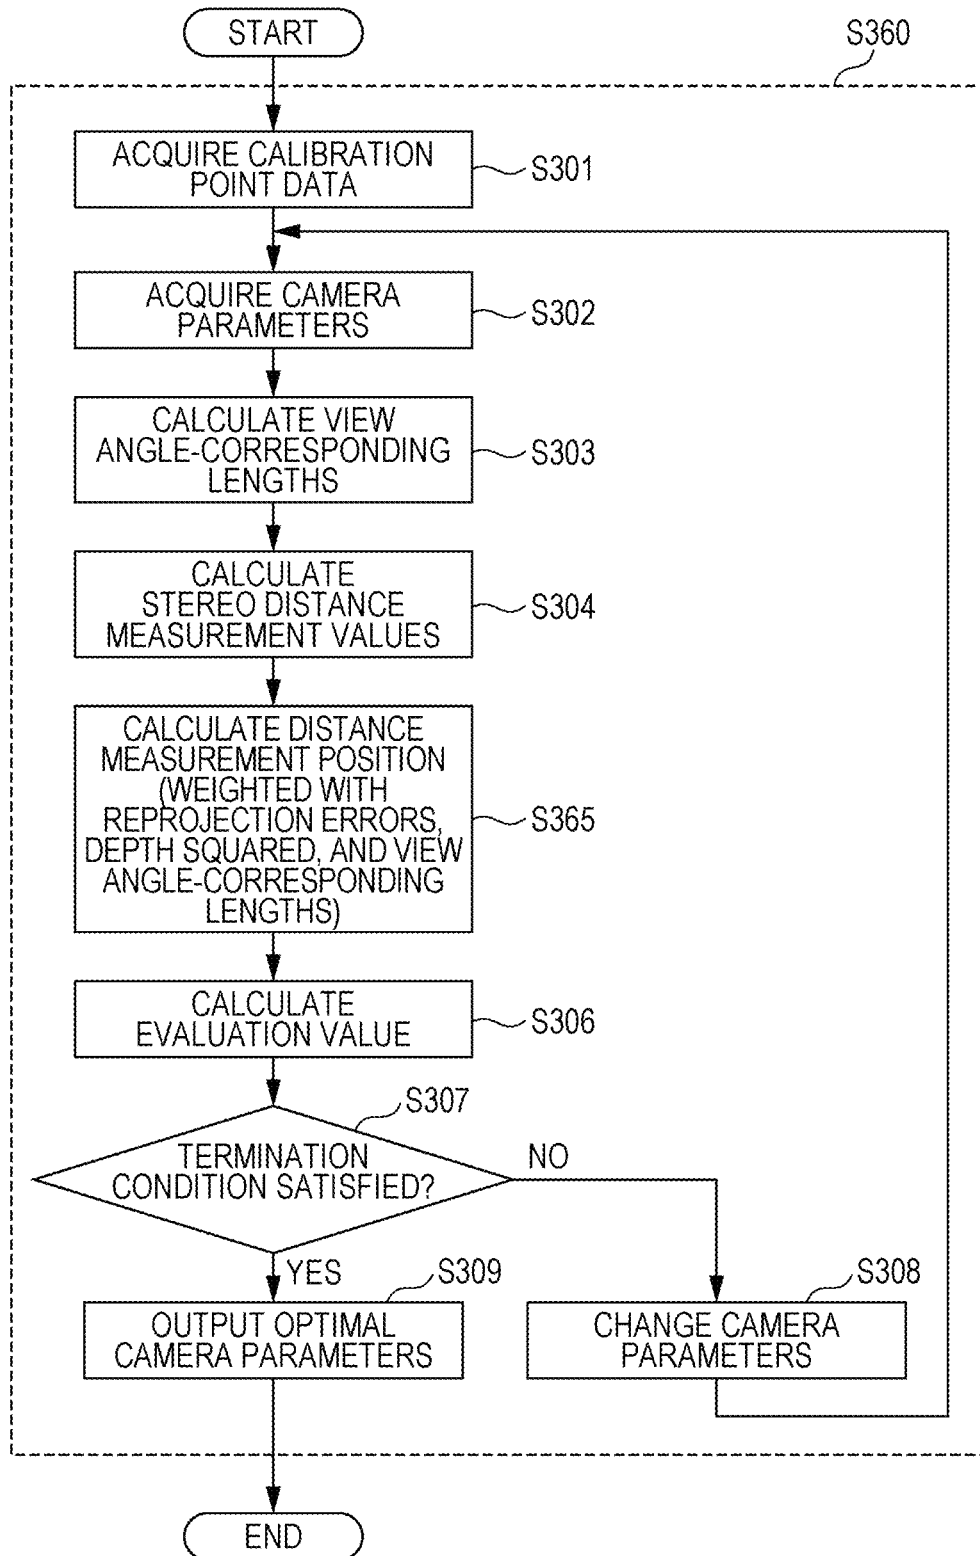 START
S360
ACQUIRE CALIBRATION
POINT DATA
S301
ACQUIRE CAMERA
PARAMETERS
S302
CALCULATE VIEW
ANGLE-CORRESPONDING
LENGTHS
S303
CALCULATE
STEREO DISTANCE
MEASUREMENT VALUES
S304
CALCULATE DISTANCE
MEASUREMENT POSITION
(WEIGHTED WITH
REPROJECTION ERRORS,
DEPTH SQUARED, AND VIEW
ANGLE-CORRESPONDING
LENGTHS)
S365
CALCULATE
EVALUATION VALUE
S306
S307
TERMINATION
CONDITION SATISFIED?
NO
YES
S309
OUTPUT OPTIMAL
CAMERA PARAMETERS
S308
CHANGE CAMERA
PARAMETERS
END